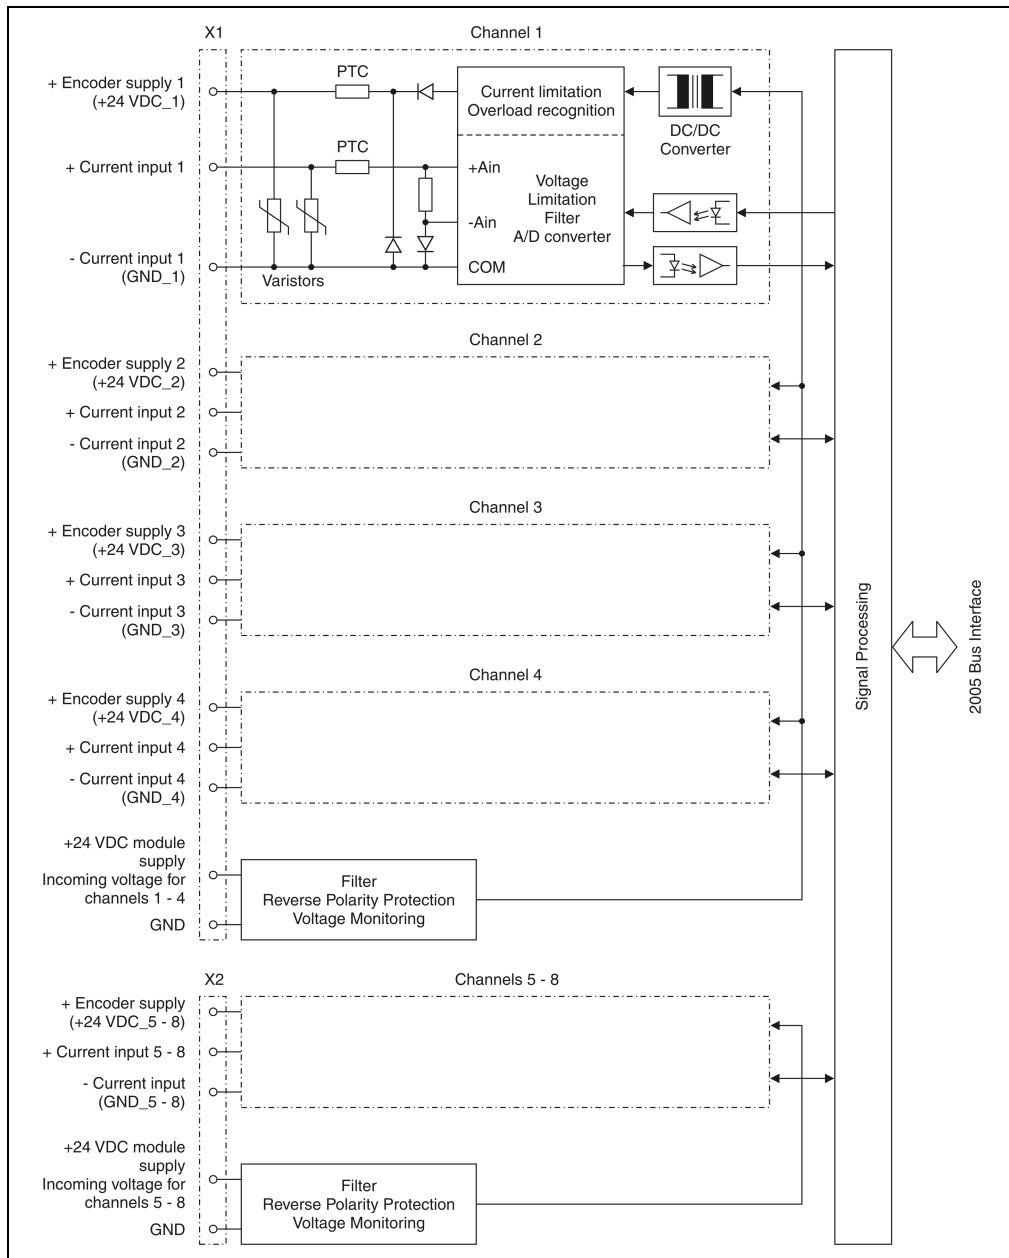 X1
Channel 1
+ Encoder supply 1
(+24 VDC_1)
PTC
Current limitation
Overload recognition
DC/DC
Converter
+ Current input 1
PTC
+Ain
Voltage
Limitation
Filter
A/D converter
-Ain
- Current input 1
(GND_1)
Varistors
COM
Channel 2
+ Encoder supply 2
(+24 VDC_2)
+ Current input 2
- Current input 2
(GND_2)
Channel 3
+ Encoder supply 3
(+24 VDC_3)
+ Current input 3
- Current input 3
(GND_3)
Signal Processing
2005 Bus Interface
Channel 4
+ Encoder supply 4
(+24 VDC_4)
+ Current input 4
- Current input 4
(GND_4)
+24 VDC module
supply
Incoming voltage for
channels 1 - 4
GND
Filter
Reverse Polarity Protection
Voltage Monitoring
X2
Channels 5 - 8
+ Encoder supply
(+24 VDC_5 - 8)
+ Current input 5 - 8
- Current input
(GND_5 - 8)
+24 VDC module
supply
Incoming voltage for
channels 5 - 8
GND
Filter
Reverse Polarity Protection
Voltage Monitoring